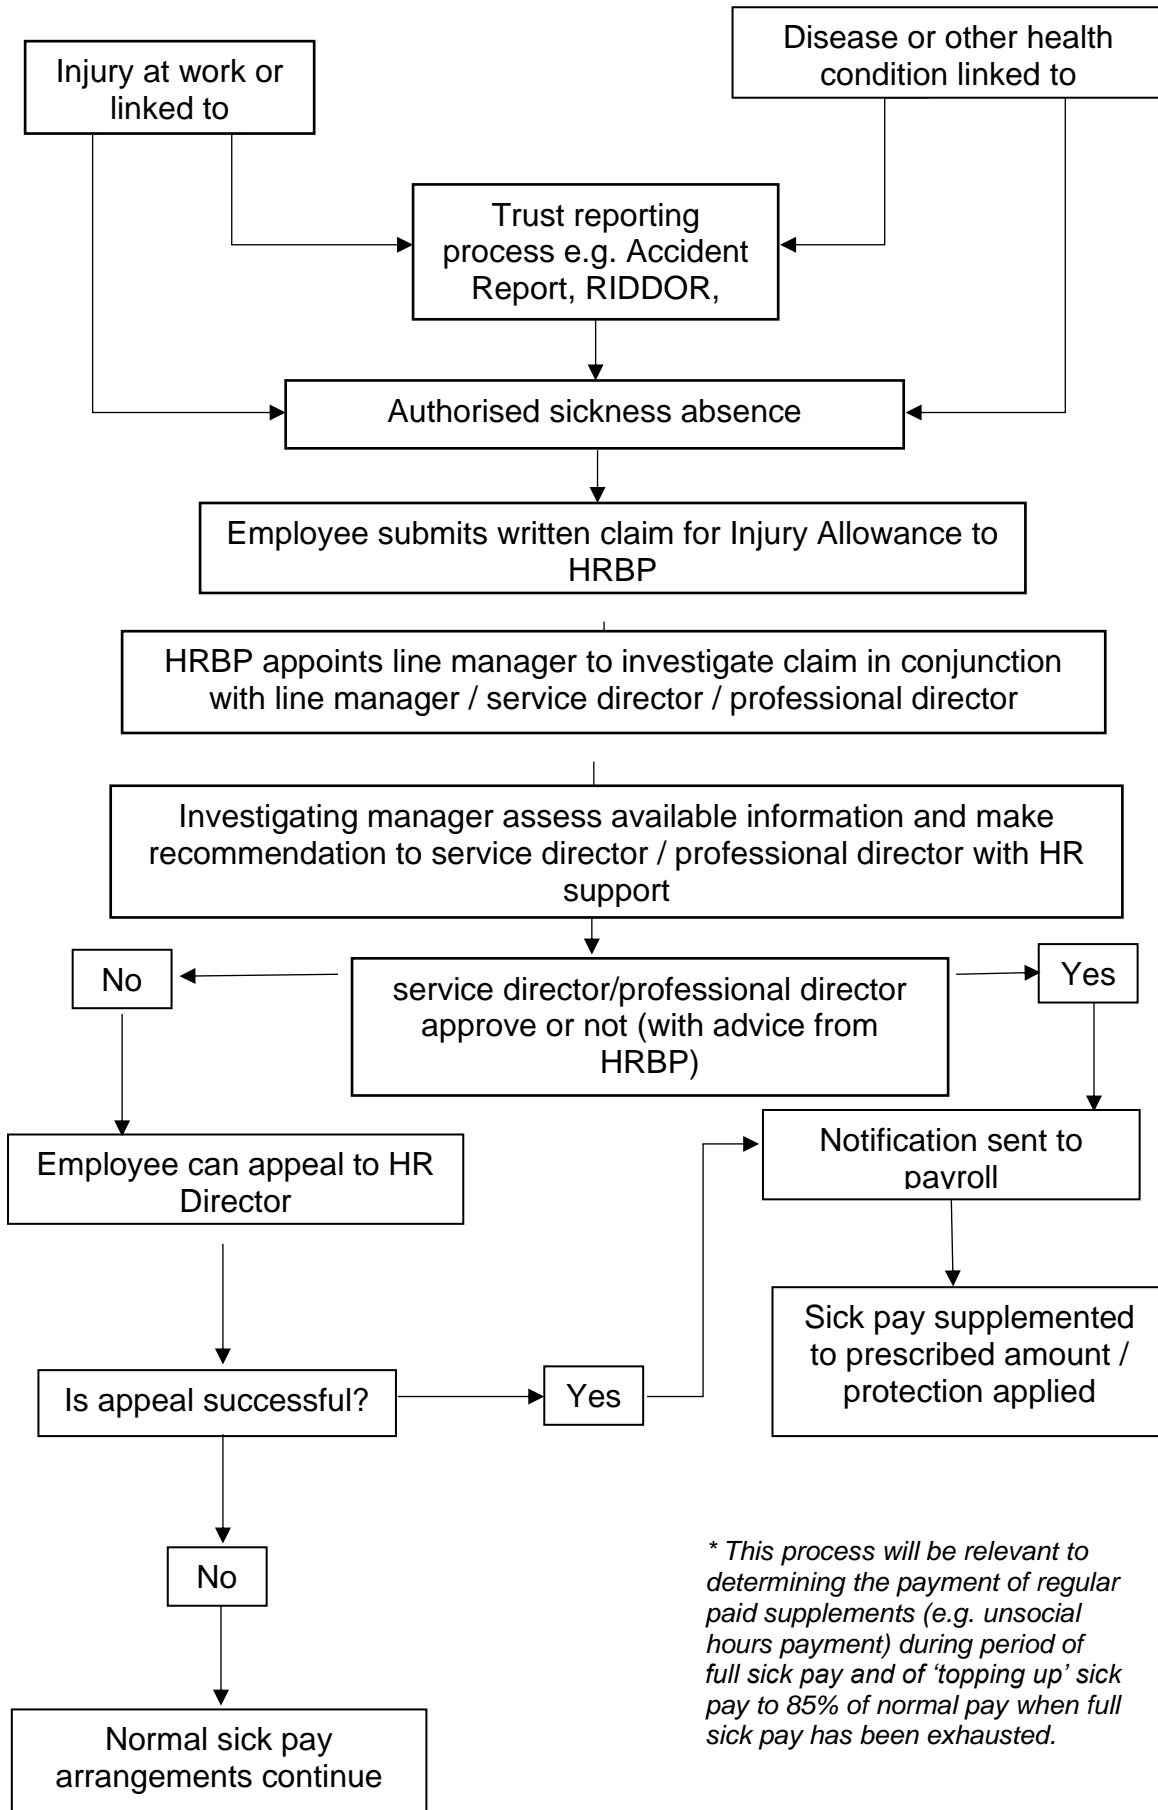 Injury at work or
linked to
Disease or other health
condition linked to
Trust reporting
process e.g. Accident
Report, RIDDOR,
Authorised sickness absence
Employee submits written claim for Injury Allowance to
HRBP
HRBP appoints line manager to investigate claim in conjunction
with line manager / service director / professional director
Investigating manager assess available information and make
recommendation to service director / professional director with HR
support
No
service director/professional director
approve or not (with advice from
HRBP)
Yes
Employee can appeal to HR
Director
Notification sent to
payroll
Sick pay supplemented
to prescribed amount /
protection applied
Is appeal successful?
Yes
No
Normal sick pay
arrangements continue
* This process will be relevant to
determining the payment of regular
paid supplements (e.g. unsocial
hours payment) during period of
full sick pay and of ‘topping up’ sick
pay to 85% of normal pay when full
sick pay has been exhausted.